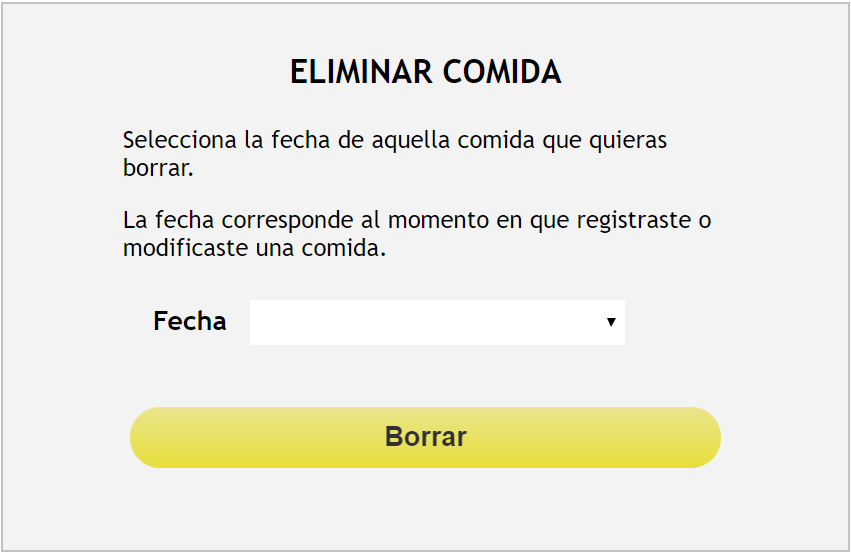 ELIMINAR COMIDA
Selecciona la fecha de aquella comida que quieras
borrar.
La fecha corresponde al momento en que registraste o
modificaste una comida.
Fecha
Borrar